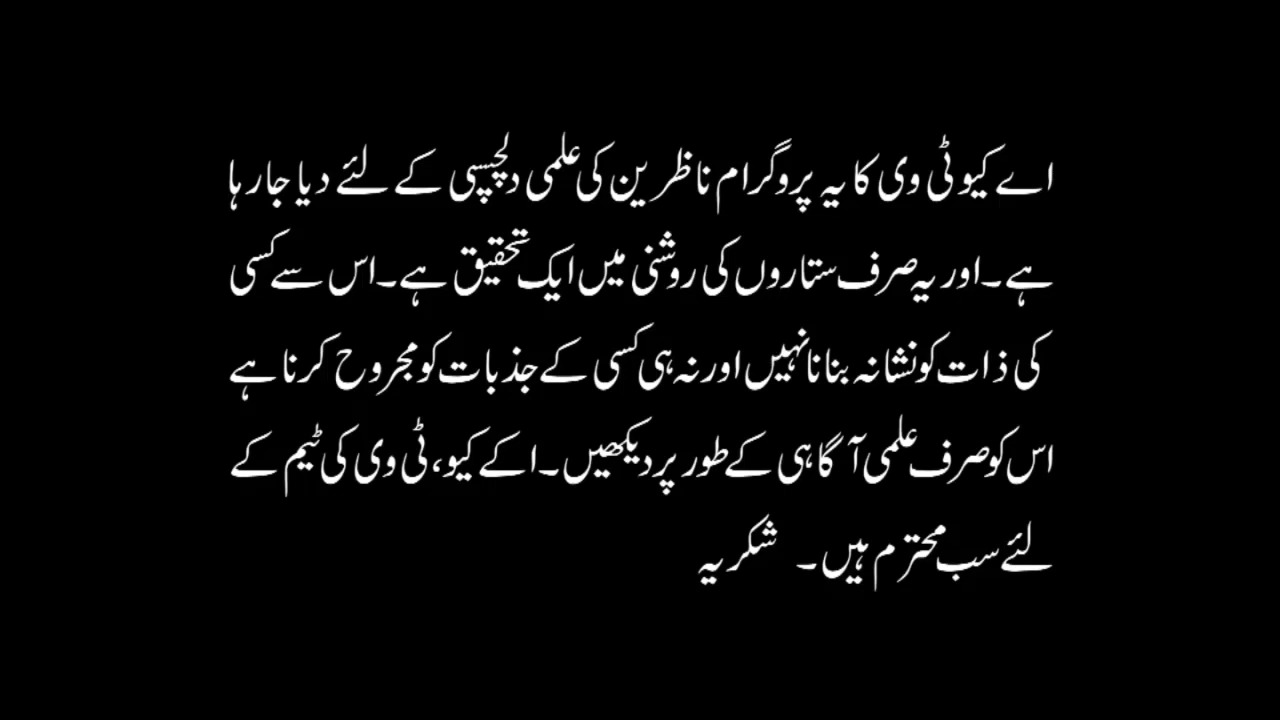 اے کیو ٹی وی کا یہ پروگرام ناظرین کی علمی دلچسپی کے لئے دیا جا رہا
ہے۔ اور یہ صرف ستاروں کی روشنی میں ایک تحقیق ہے۔ اس سے کسی
کی ذات کو نشانہ بنانا نہیں اور نہ ہی کسی کے جذبات کو مجروح کرنا ہے
اس کو صرف علمی آگاہی کے طور پر دیکھیں۔ اکے کیو، ٹی وی کی ٹیم کے
لئے سب محترم ہیں۔ شکریہ